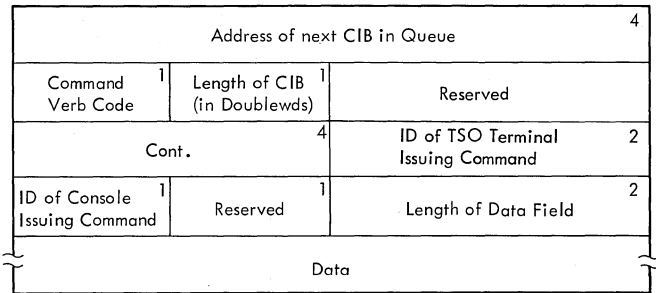 4
Address of next CIB in Queue
1
Command
Verb Code
1
Length of CIB
(in Doublewds)
Reserved
4
Cont.
2
ID of TSO Terminal
Issuing Command
1
ID of Console
Issuing Command
1
Reserved
2
Length of Data Field
Data